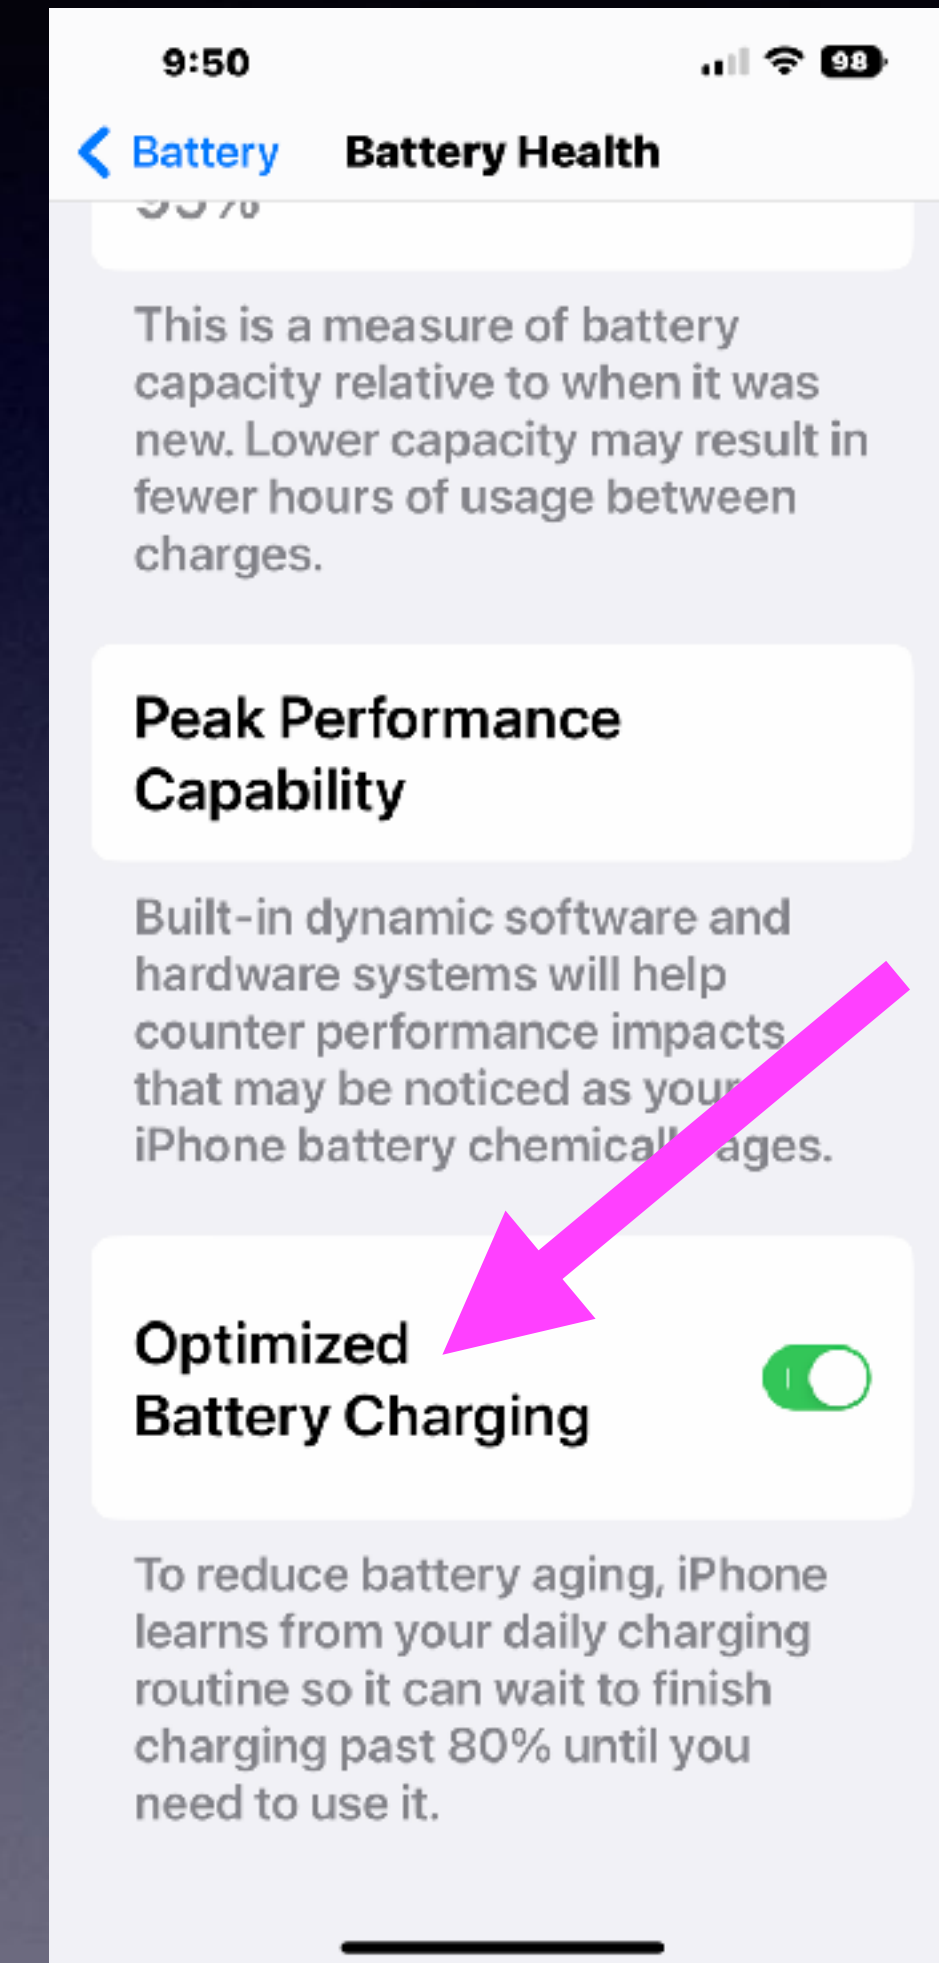 9:50
98
Battery
Battery Health
This is a measure of battery
capacity relative to when it was
new. Lower capacity may result in
fewer hours of usage between
charges.
Peak Performance
Capability
Built-in dynamic software and
hardware systems will help
counter performance impacts
that may be noticed as your
iPhone battery chemically ages.
Optimized
Battery Charging
To reduce battery aging, iPhone
learns from your daily charging
routine so it can wait to finish
charging past 80% until you
need to use it.